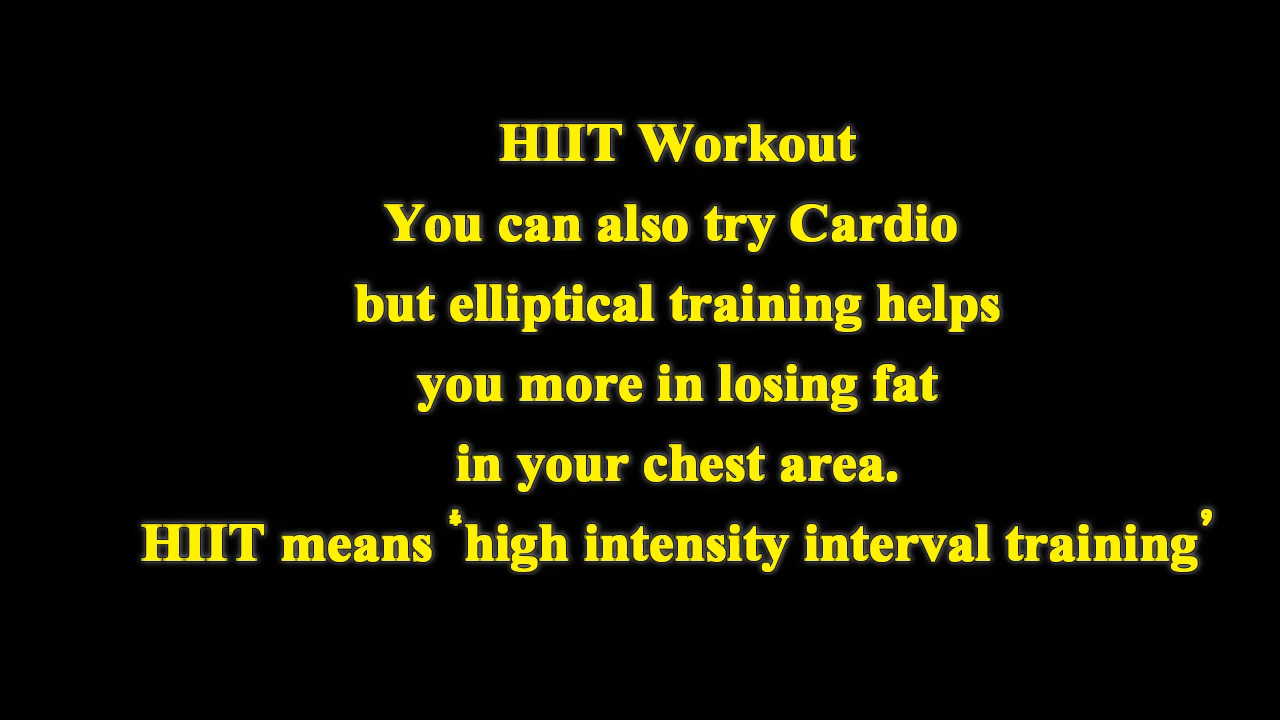 HIIT Workout
You can also try Cardio
but elliptical training helps
you more in losing fat
in your chest area.
HIIT means ‘high intensity interval training’